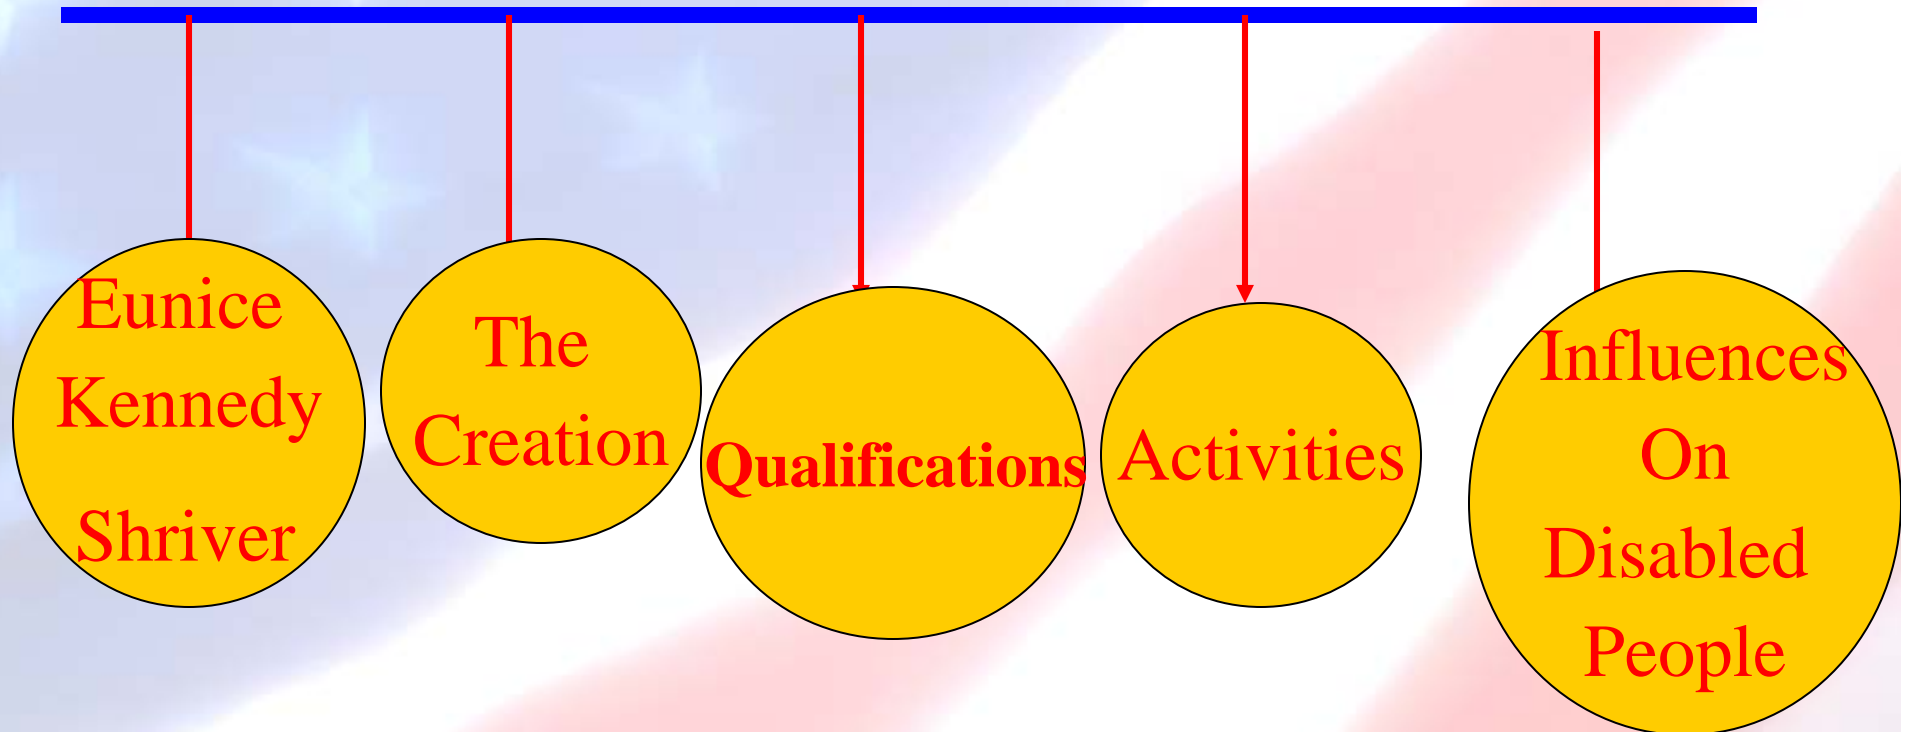 Eunice
Kennedy
Shriver
The
Creation
Qualifications
Activities
Influences
On
Disabled
People